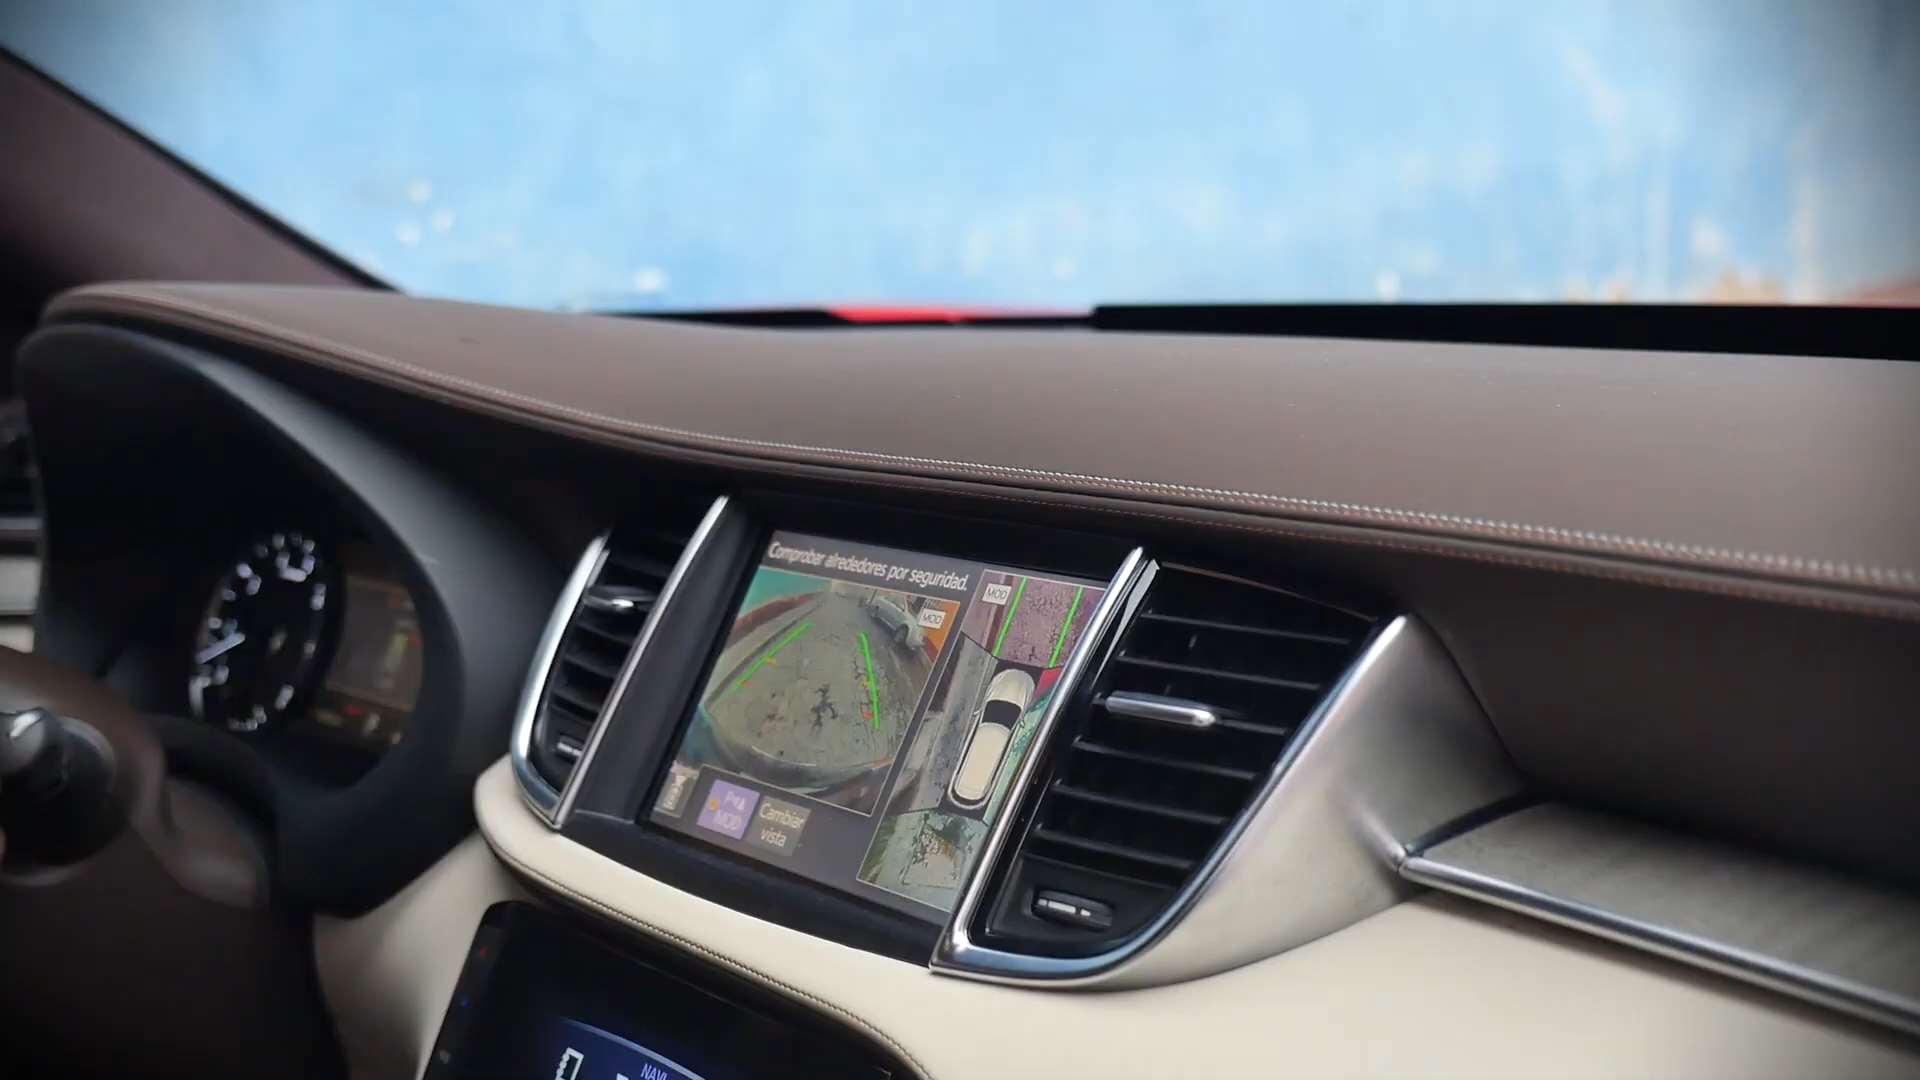 Comprobar alrededores por seguridad.
MOD
MOD
MOD
Cambiar
vista
NAVI